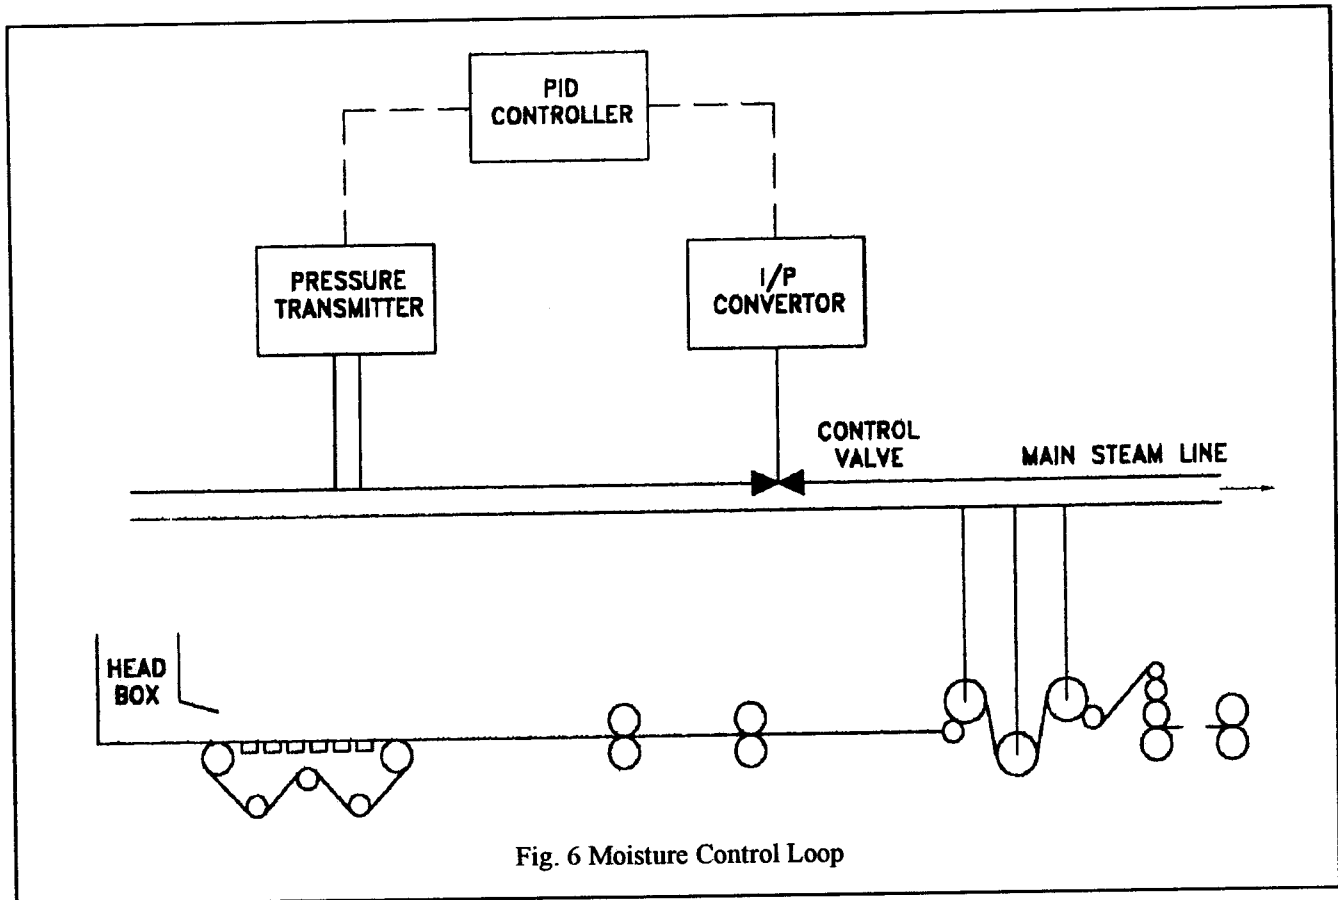 PID
CONTROLLER
PRESSURE
TRANSMITTER
I/P
CONVERTOR
CONTROL
VALVE
MAIN STEAM LINE
HEAD
BOX
Fig. 6 Moisture Control Loop